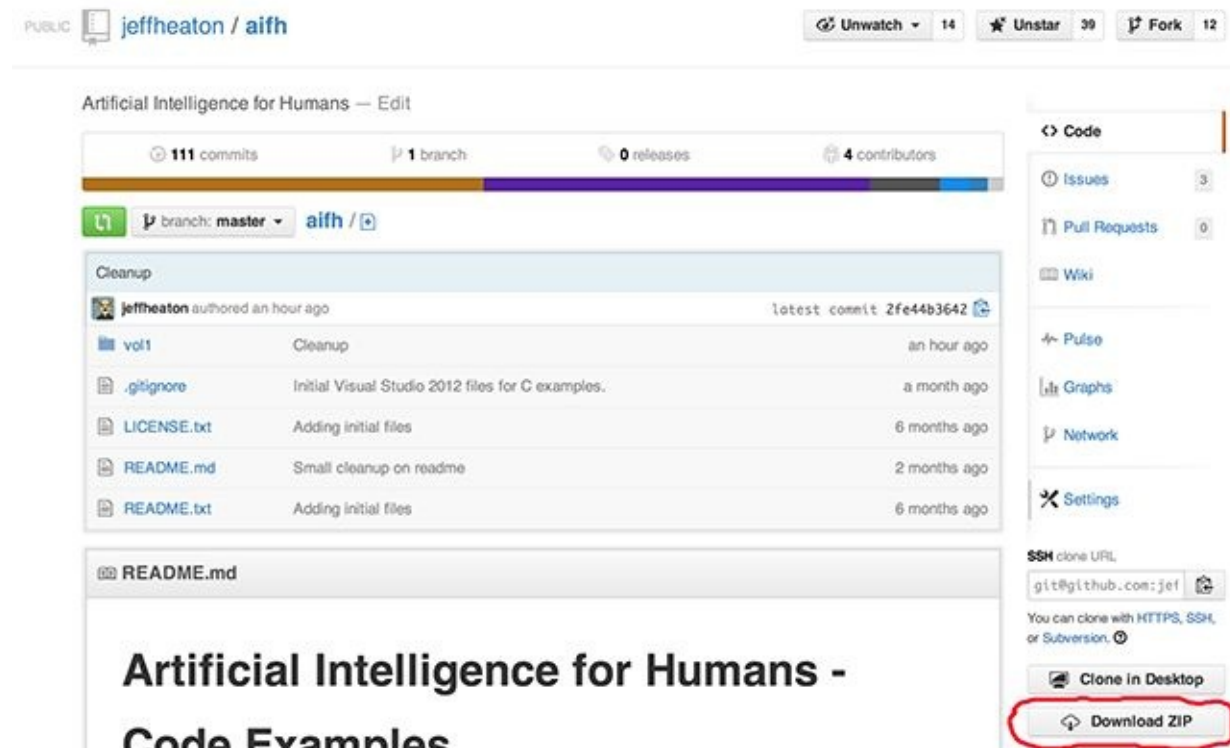 PUBLIC jeffheaton / aifh
Unwatch 14
Unstar 39
Fork 12
Artificial Intelligence for Humans — Edit
111 commits
1 branch
0 releases
4 contributors
branch: master
aifh /
Cleanup
jeffheaton authored an hour ago
latest commit 2fe44b3642
vol1 Cleanup an hour ago
.gitignore Initial Visual Studio 2012 files for C examples. a month ago
LICENSE.txt Adding initial files 6 months ago
README.md Small cleanup on readme 2 months ago
README.txt Adding initial files 6 months ago
README.md
Artificial Intelligence for Humans -
Code Examples
<> Code
Issues 3
Pull Requests 0
Wiki
Pulse
Graphs
Network
Settings
SSH clone URL
git@github.com:jef
You can clone with HTTPS, SSH,
or Subversion.
Clone in Desktop
Download ZIP